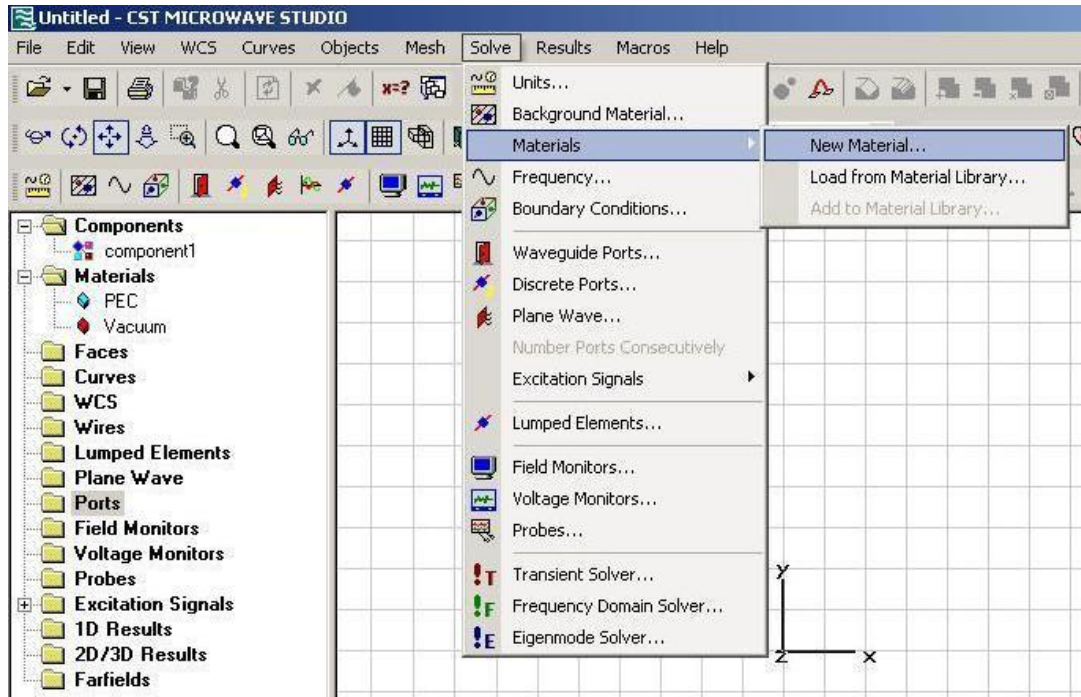 Untitled - CST MICROWAVE STUDIO
File Edit View WCS Curves Objects Mesh Solve Results Macros Help
x=?
Units...
Background Material...
Materials
New Material...
Load from Material Library...
Add to Material Library...
Frequency...
Boundary Conditions...
Waveguide Ports...
Discrete Ports...
Plane Wave...
Number Ports Consecutively
Excitation Signals
Lumped Elements...
Field Monitors...
Voltage Monitors...
Probes...
!T Transient Solver...
!F Frequency Domain Solver...
!E Eigenmode Solver...
Components
component1
Materials
PEC
Vacuum
Faces
Curves
WCS
Wires
Lumped Elements
Plane Wave
Ports
Field Monitors
Voltage Monitors
Probes
Excitation Signals
1D Results
2D/3D Results
Farfields
y
z
x